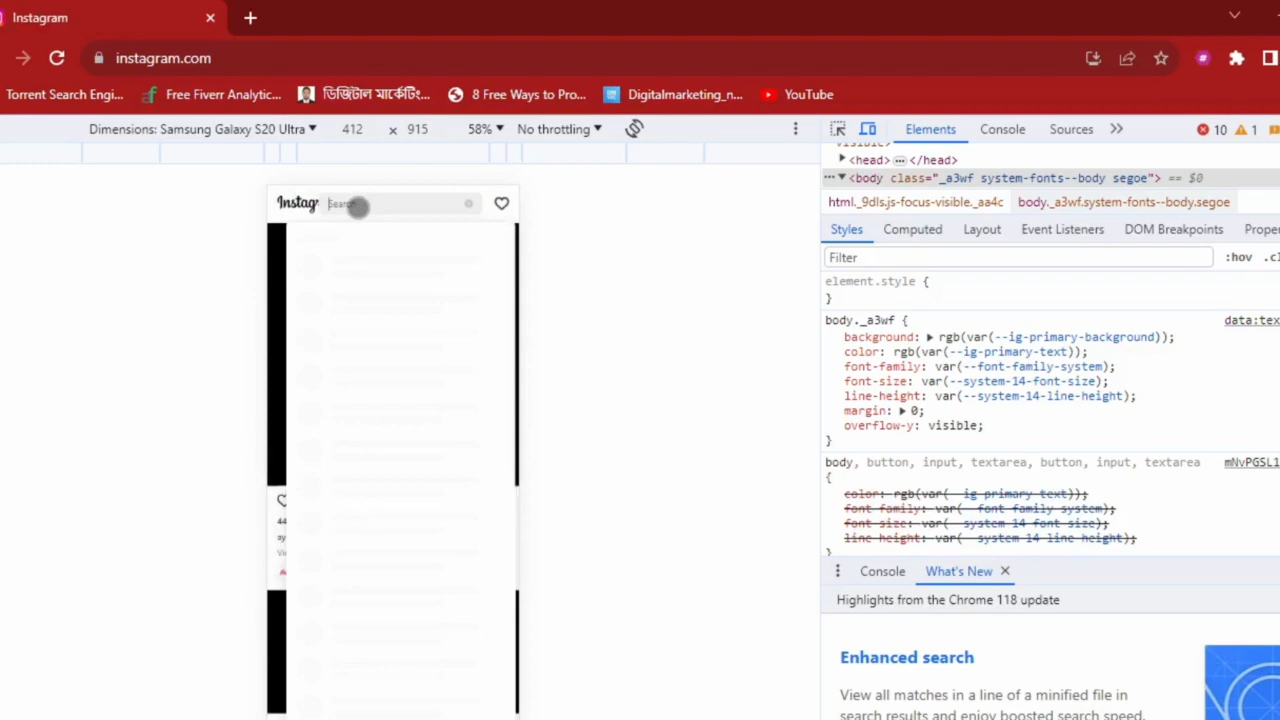 Instagram
instagram.com
Torrent Search Engi...
Free Fiverr Analytic...
ডিজিটাল মার্কেটিং...
8 Free Ways to Pro...
Digitalmarketing_n...
YouTube
Dimensions: Samsung Galaxy S20 Ultra 412 x 915 58% No throttling
Elements Console Sources 10 1
<head> ... </head>
<body class="_a3wf system-fonts--body segoe"> == $0
html._9dls.js-focus-visible._aa4c body._a3wf.system-fonts--body.segoe
Styles Computed Layout Event Listeners DOM Breakpoints Proper
Filter :hov .cl
element.style {
}
body._a3wf { data:tex
background: rgb(var(--ig-primary-background));
color: rgb(var(--ig-primary-text));
font-family: var(--font-family-system);
font-size: var(--system-14-font-size);
line-height: var(--system-14-line-height);
margin: 0;
overflow-y: visible;
}
body, button, input, textarea, button, input, textarea mNvPGSL1
{
color: rgb(var(--ig-primary-text));
font-family: var(--font-family-system);
font-size: var(--system-14-font-size);
line-height: var(--system-14-line-height);
}
Console What's New
Highlights from the Chrome 118 update
Enhanced search
View all matches in a line of a minified file in
search results and enjoy boosted search speed.
Instagr
Search